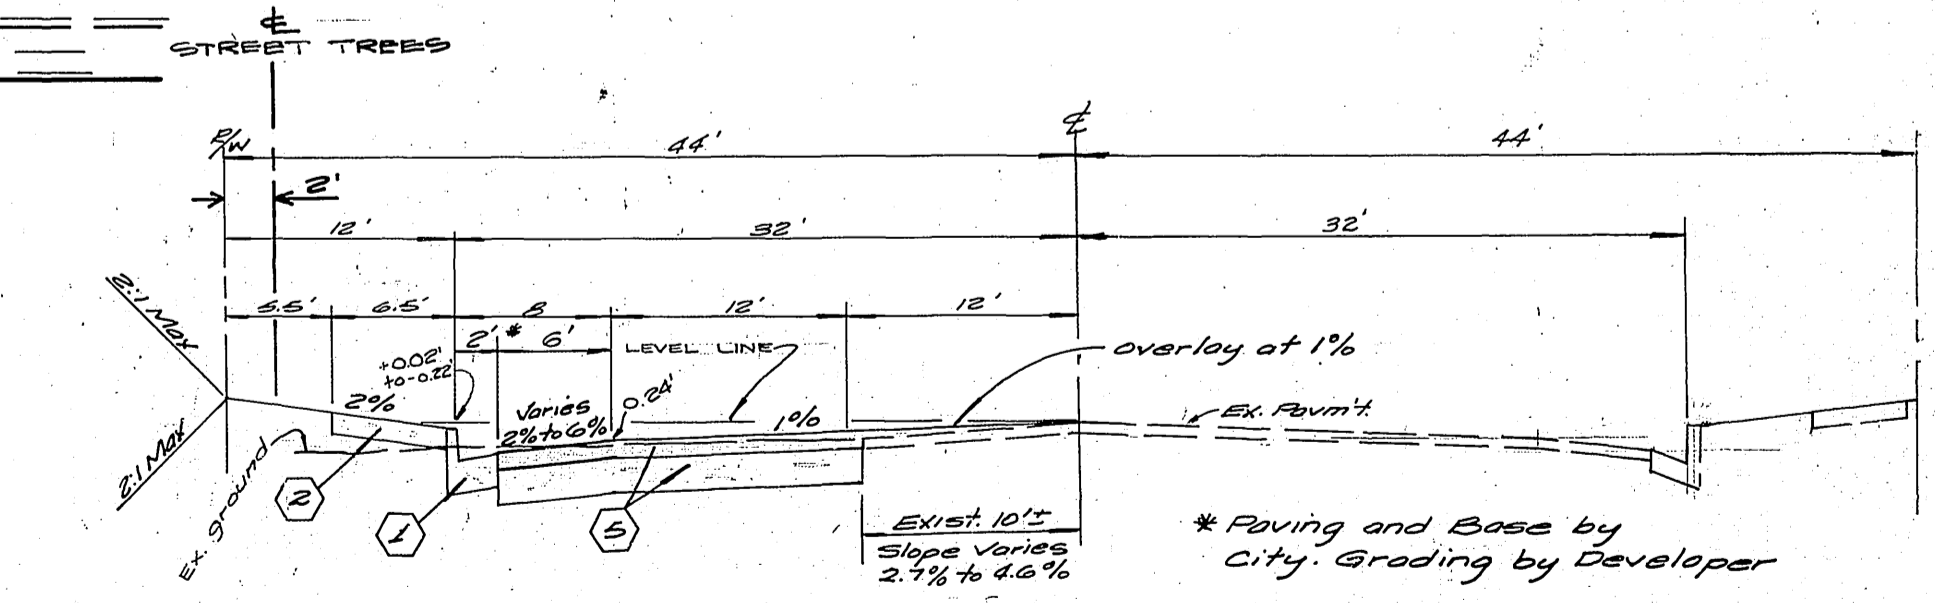 ℄
STREET TREES
℄
R/W
44'
44'
2'
12'
32'
32'
2:1 Max
5.5'
6.5'
8
12'
12'
2' *
6'
LEVEL LINE
overlay at 1%
+0.02'
to-0.22
2%
Varies
2% to 6%
0.24'
1%
Ex. Pavm't.
2:1 Max
Ex. ground
2
1
5
Exist. 10'±
Slope Varies
2.7% to 4.6%
* Paving and Base by
City. Grading by Developer